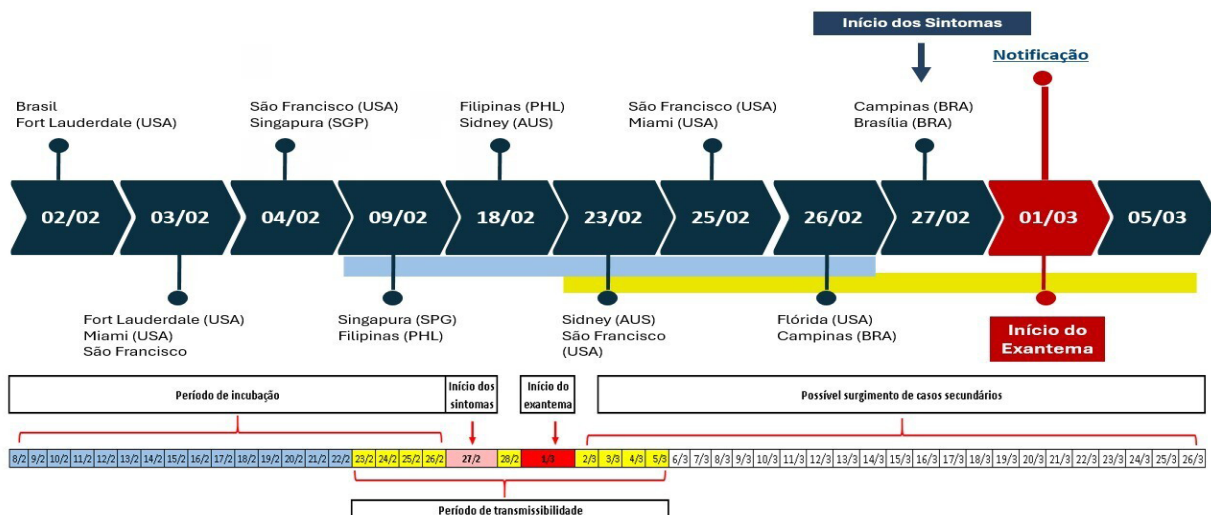 Início dos Sintomas
Notificação
Brasil
Fort Lauderdale (USA)
São Francisco (USA)
Singapura (SGP)
Filipinas (PHL)
Sidney (AUS)
São Francisco (USA)
Miami (USA)
Campinas (BRA)
Brasília (BRA)
02/02 03/02 04/02 09/02 18/02 23/02 25/02 26/02 27/02 01/03 05/03
Fort Lauderdale (USA)
Miami (USA)
São Francisco
Singapura (SPG)
Filipinas (PHL)
Sidney (AUS)
São Francisco
(USA)
Flórida (USA)
Campinas (BRA)
Início do
Exantema
Período de incubação
Início dos
sintomas
Início do
exantema
Possível surgimento de casos secundários
8/2 9/2 10/2 11/2 12/2 13/2 14/2 15/2 16/2 17/2 18/2 19/2 20/2 21/2 22/2 23/2 24/2 25/2 26/2 27/2 28/2 1/3 2/3 3/3 4/3 5/3 6/3 7/3 8/3 9/3 10/3 11/3 12/3 13/3 14/3 15/3 16/3 17/3 18/3 19/3 20/3 21/3 22/3 23/3 24/3 25/3 26/3
Período de transmissibilidade